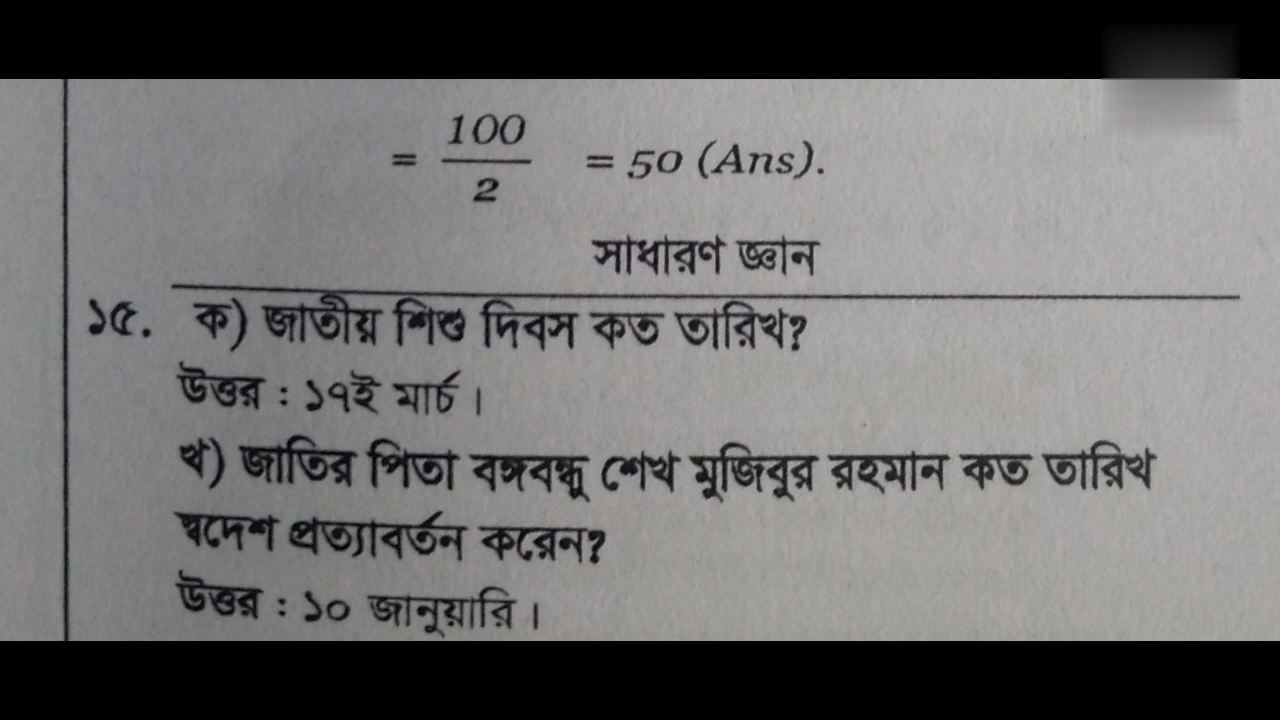 = 100/2 = 50 (Ans).
সাধারণ জ্ঞান
১৫. ক) জাতীয় শিশু দিবস কত তারিখ?
উত্তর : ১৭ই মার্চ।
খ) জাতির পিতা বঙ্গবন্ধু শেখ মুজিবুর রহমান কত তারিখ
স্বদেশ প্রত্যাবর্তন করেন?
উত্তর : ১০ জানুয়ারি।